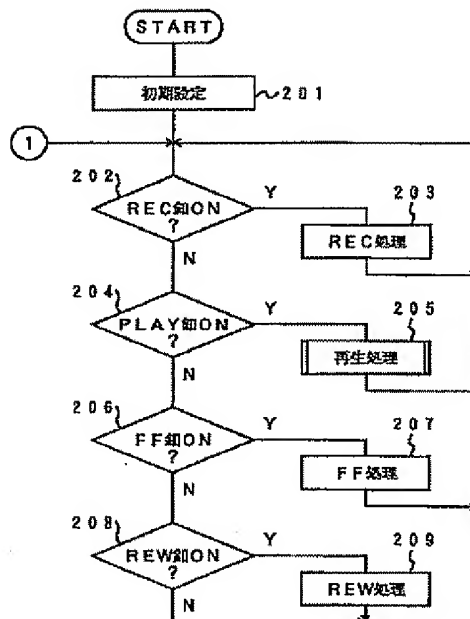 START
初期設定
201
1
202
REC釦ON
?
Y
203
REC処理
N
204
PLAY釦ON
?
Y
205
再生処理
N
206
FF釦ON
?
Y
207
FF処理
N
208
REW釦ON
?
Y
209
REW処理
N